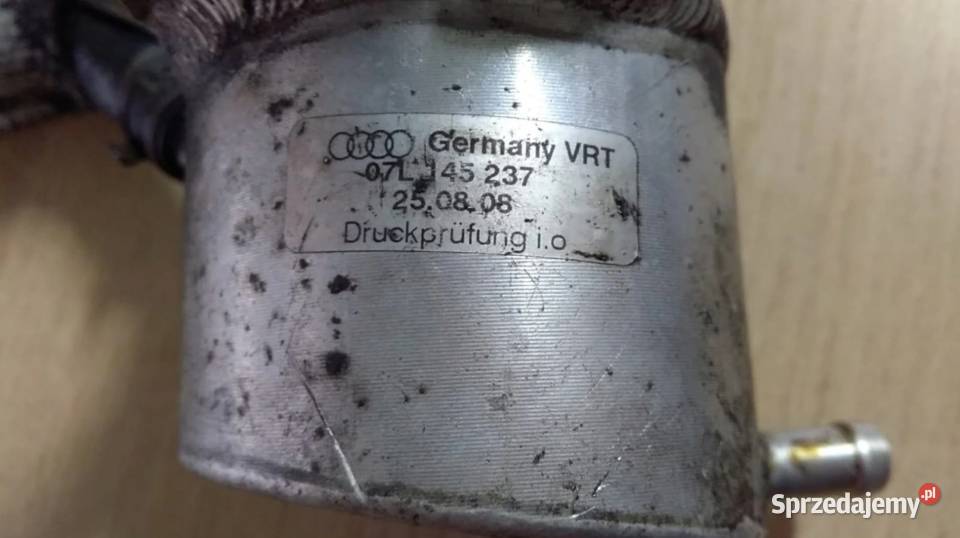 Germany VRT
07L 145 237
25.08.08
Druckprüfung i.o
Sprzedajemy.pl